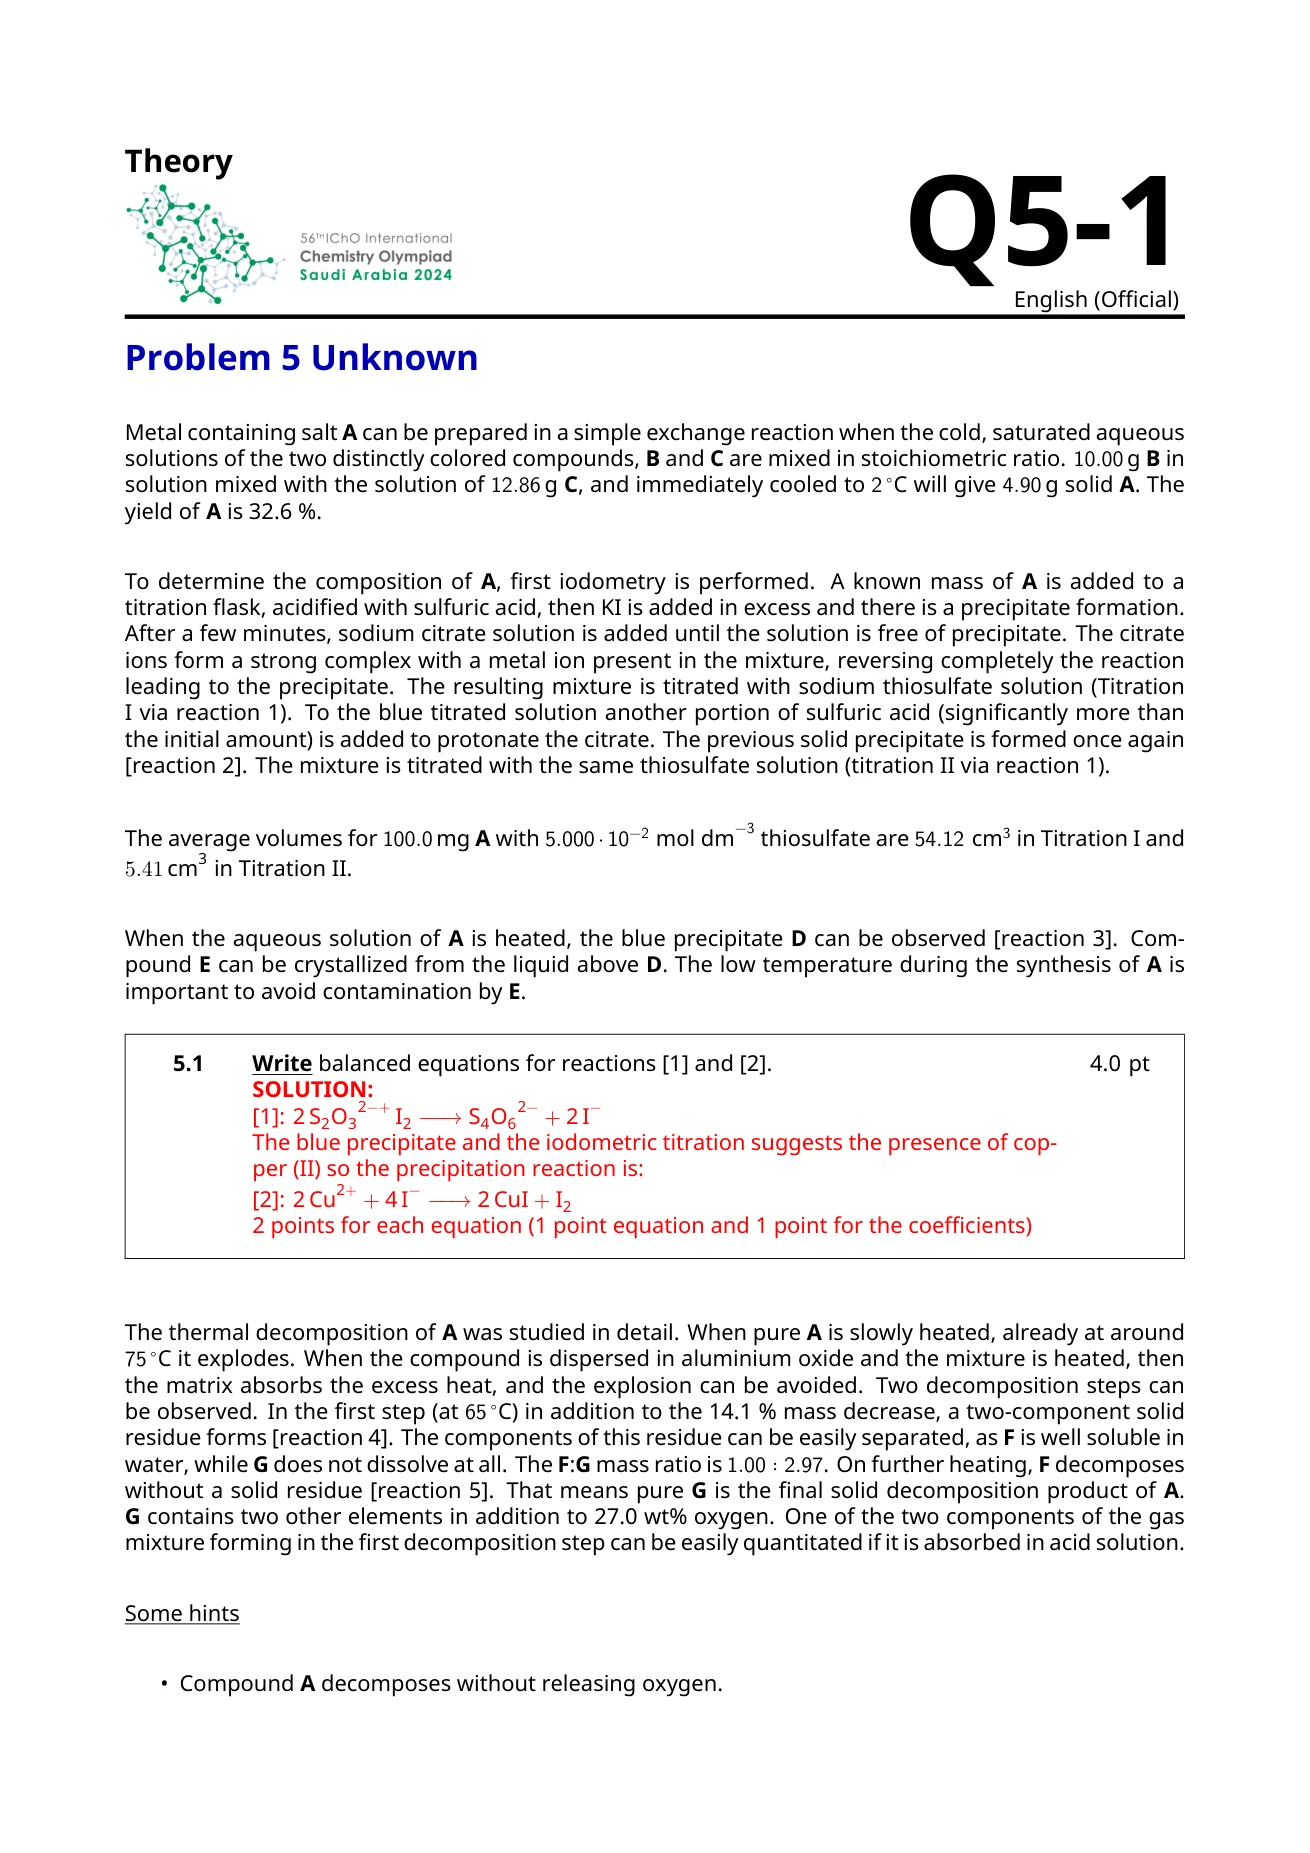 Theory
56THIChO International
Chemistry Olympiad
Saudi Arabia 2024
Q5-1
English (Official)
Problem 5 Unknown
Metal containing salt A can be prepared in a simple exchange reaction when the cold, saturated aqueous
solutions of the two distinctly colored compounds, B and C are mixed in stoichiometric ratio. 10.00 g B in
solution mixed with the solution of 12.86 g C, and immediately cooled to 2 °C will give 4.90 g solid A. The
yield of A is 32.6 %.
To determine the composition of A, first iodometry is performed. A known mass of A is added to a
titration flask, acidified with sulfuric acid, then KI is added in excess and there is a precipitate formation.
After a few minutes, sodium citrate solution is added until the solution is free of precipitate. The citrate
ions form a strong complex with a metal ion present in the mixture, reversing completely the reaction
leading to the precipitate. The resulting mixture is titrated with sodium thiosulfate solution (Titration
I via reaction 1). To the blue titrated solution another portion of sulfuric acid (significantly more than
the initial amount) is added to protonate the citrate. The previous solid precipitate is formed once again
[reaction 2]. The mixture is titrated with the same thiosulfate solution (titration II via reaction 1).
The average volumes for 100.0 mg A with 5.000 · 10⁻² mol dm⁻³ thiosulfate are 54.12 cm³ in Titration I and
5.41 cm³ in Titration II.
When the aqueous solution of A is heated, the blue precipitate D can be observed [reaction 3]. Com-
pound E can be crystallized from the liquid above D. The low temperature during the synthesis of A is
important to avoid contamination by E.
5.1 Write balanced equations for reactions [1] and [2]. 4.0 pt
SOLUTION:
[1]: 2 S₂O₃²⁻⁺ I₂ ⟶ S₄O₆²⁻ + 2 I⁻
The blue precipitate and the iodometric titration suggests the presence of cop-
per (II) so the precipitation reaction is:
[2]: 2 Cu²⁺ + 4 I⁻ ⟶ 2 CuI + I₂
2 points for each equation (1 point equation and 1 point for the coefficients)
The thermal decomposition of A was studied in detail. When pure A is slowly heated, already at around
75 °C it explodes. When the compound is dispersed in aluminium oxide and the mixture is heated, then
the matrix absorbs the excess heat, and the explosion can be avoided. Two decomposition steps can
be observed. In the first step (at 65 °C) in addition to the 14.1 % mass decrease, a two-component solid
residue forms [reaction 4]. The components of this residue can be easily separated, as F is well soluble in
water, while G does not dissolve at all. The F:G mass ratio is 1.00 : 2.97. On further heating, F decomposes
without a solid residue [reaction 5]. That means pure G is the final solid decomposition product of A.
G contains two other elements in addition to 27.0 wt% oxygen. One of the two components of the gas
mixture forming in the first decomposition step can be easily quantitated if it is absorbed in acid solution.
Some hints
• Compound A decomposes without releasing oxygen.